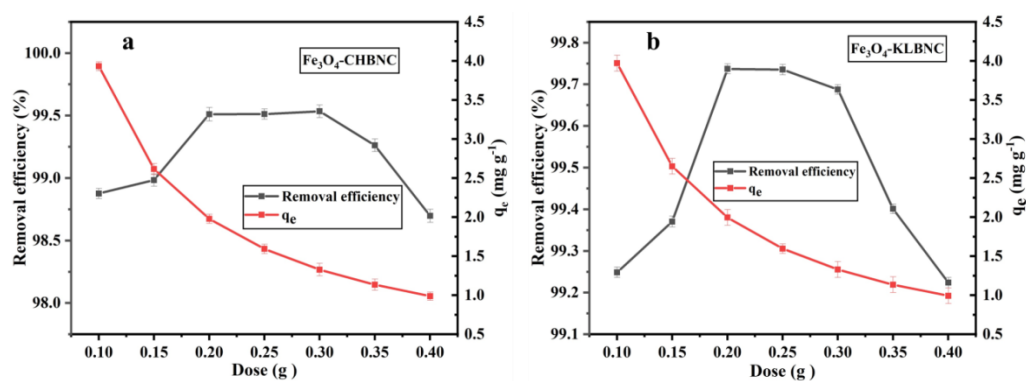 a
Fe3O4-CHBNC
Removal efficiency (%)
100.0
99.5
99.0
98.5
98.0
4.5
4.0
3.5
3.0
2.5
2.0
1.5
1.0
0.5
qe (mg g-1)
Removal efficiency
qe
0.10 0.15 0.20 0.25 0.30 0.35 0.40
Dose (g )
b
Fe3O4-KLBNC
Removal efficiency (%)
99.8
99.7
99.6
99.5
99.4
99.3
99.2
99.1
4.5
4.0
3.5
3.0
2.5
2.0
1.5
1.0
0.5
qe (mg g-1)
Removal efficiency
qe
0.10 0.15 0.20 0.25 0.30 0.35 0.40
Dose (g )